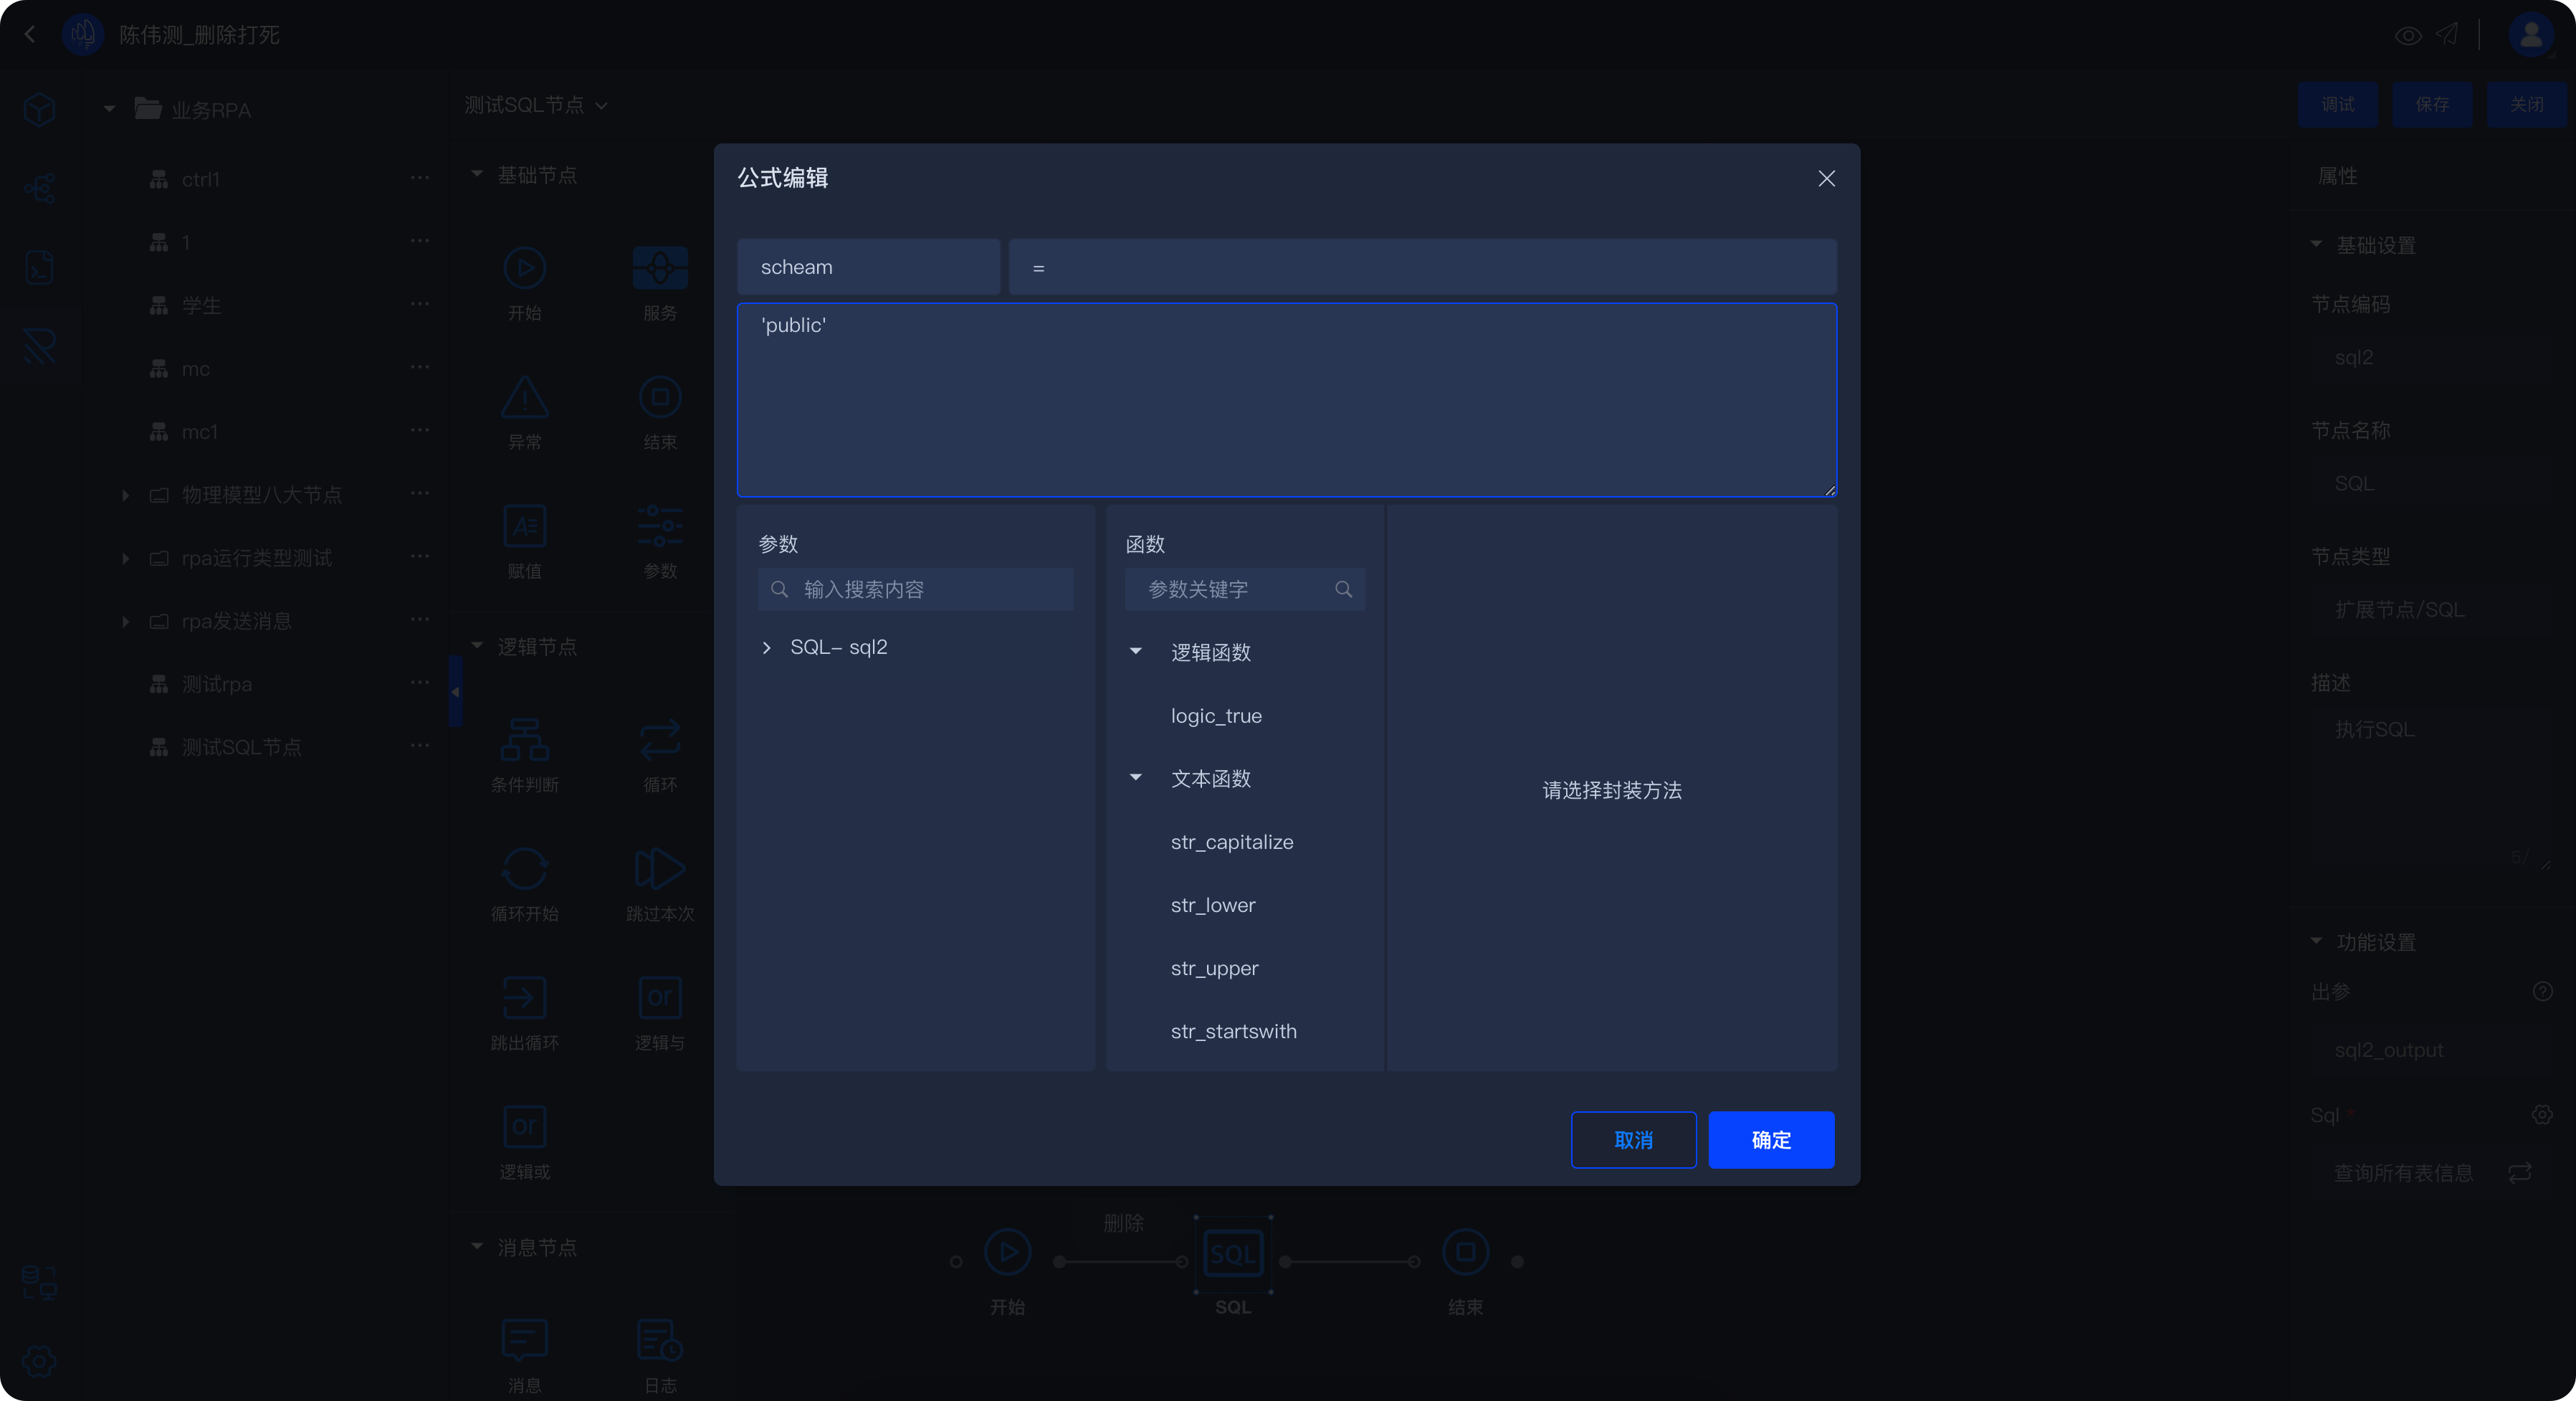 陈伟测_删除打死
业务RPA
ctrl1
1
学生
mc
mc1
物理模型八大节点
rpa运行类型测试
rpa发送消息
测试rpa
测试SQL节点
测试SQL节点
调试
保存
关闭
基础节点
开始
服务
异常
结束
赋值
参数
逻辑节点
条件判断
循环
循环开始
跳过本次
跳出循环
or
逻辑与
or
逻辑或
消息节点
消息
日志
公式编辑
scheam
=
'public'
参数
输入搜索内容
SQL- sql2
函数
参数关键字
逻辑函数
logic_true
文本函数
str_capitalize
str_lower
str_upper
str_startswith
请选择封装方法
取消
确定
删除
开始
SQL
SQL
结束
属性
基础设置
节点编码
sql2
节点名称
SQL
节点类型
扩展节点/SQL
描述
执行SQL
5/
功能设置
出参
sql2_output
Sql *
查询所有表信息